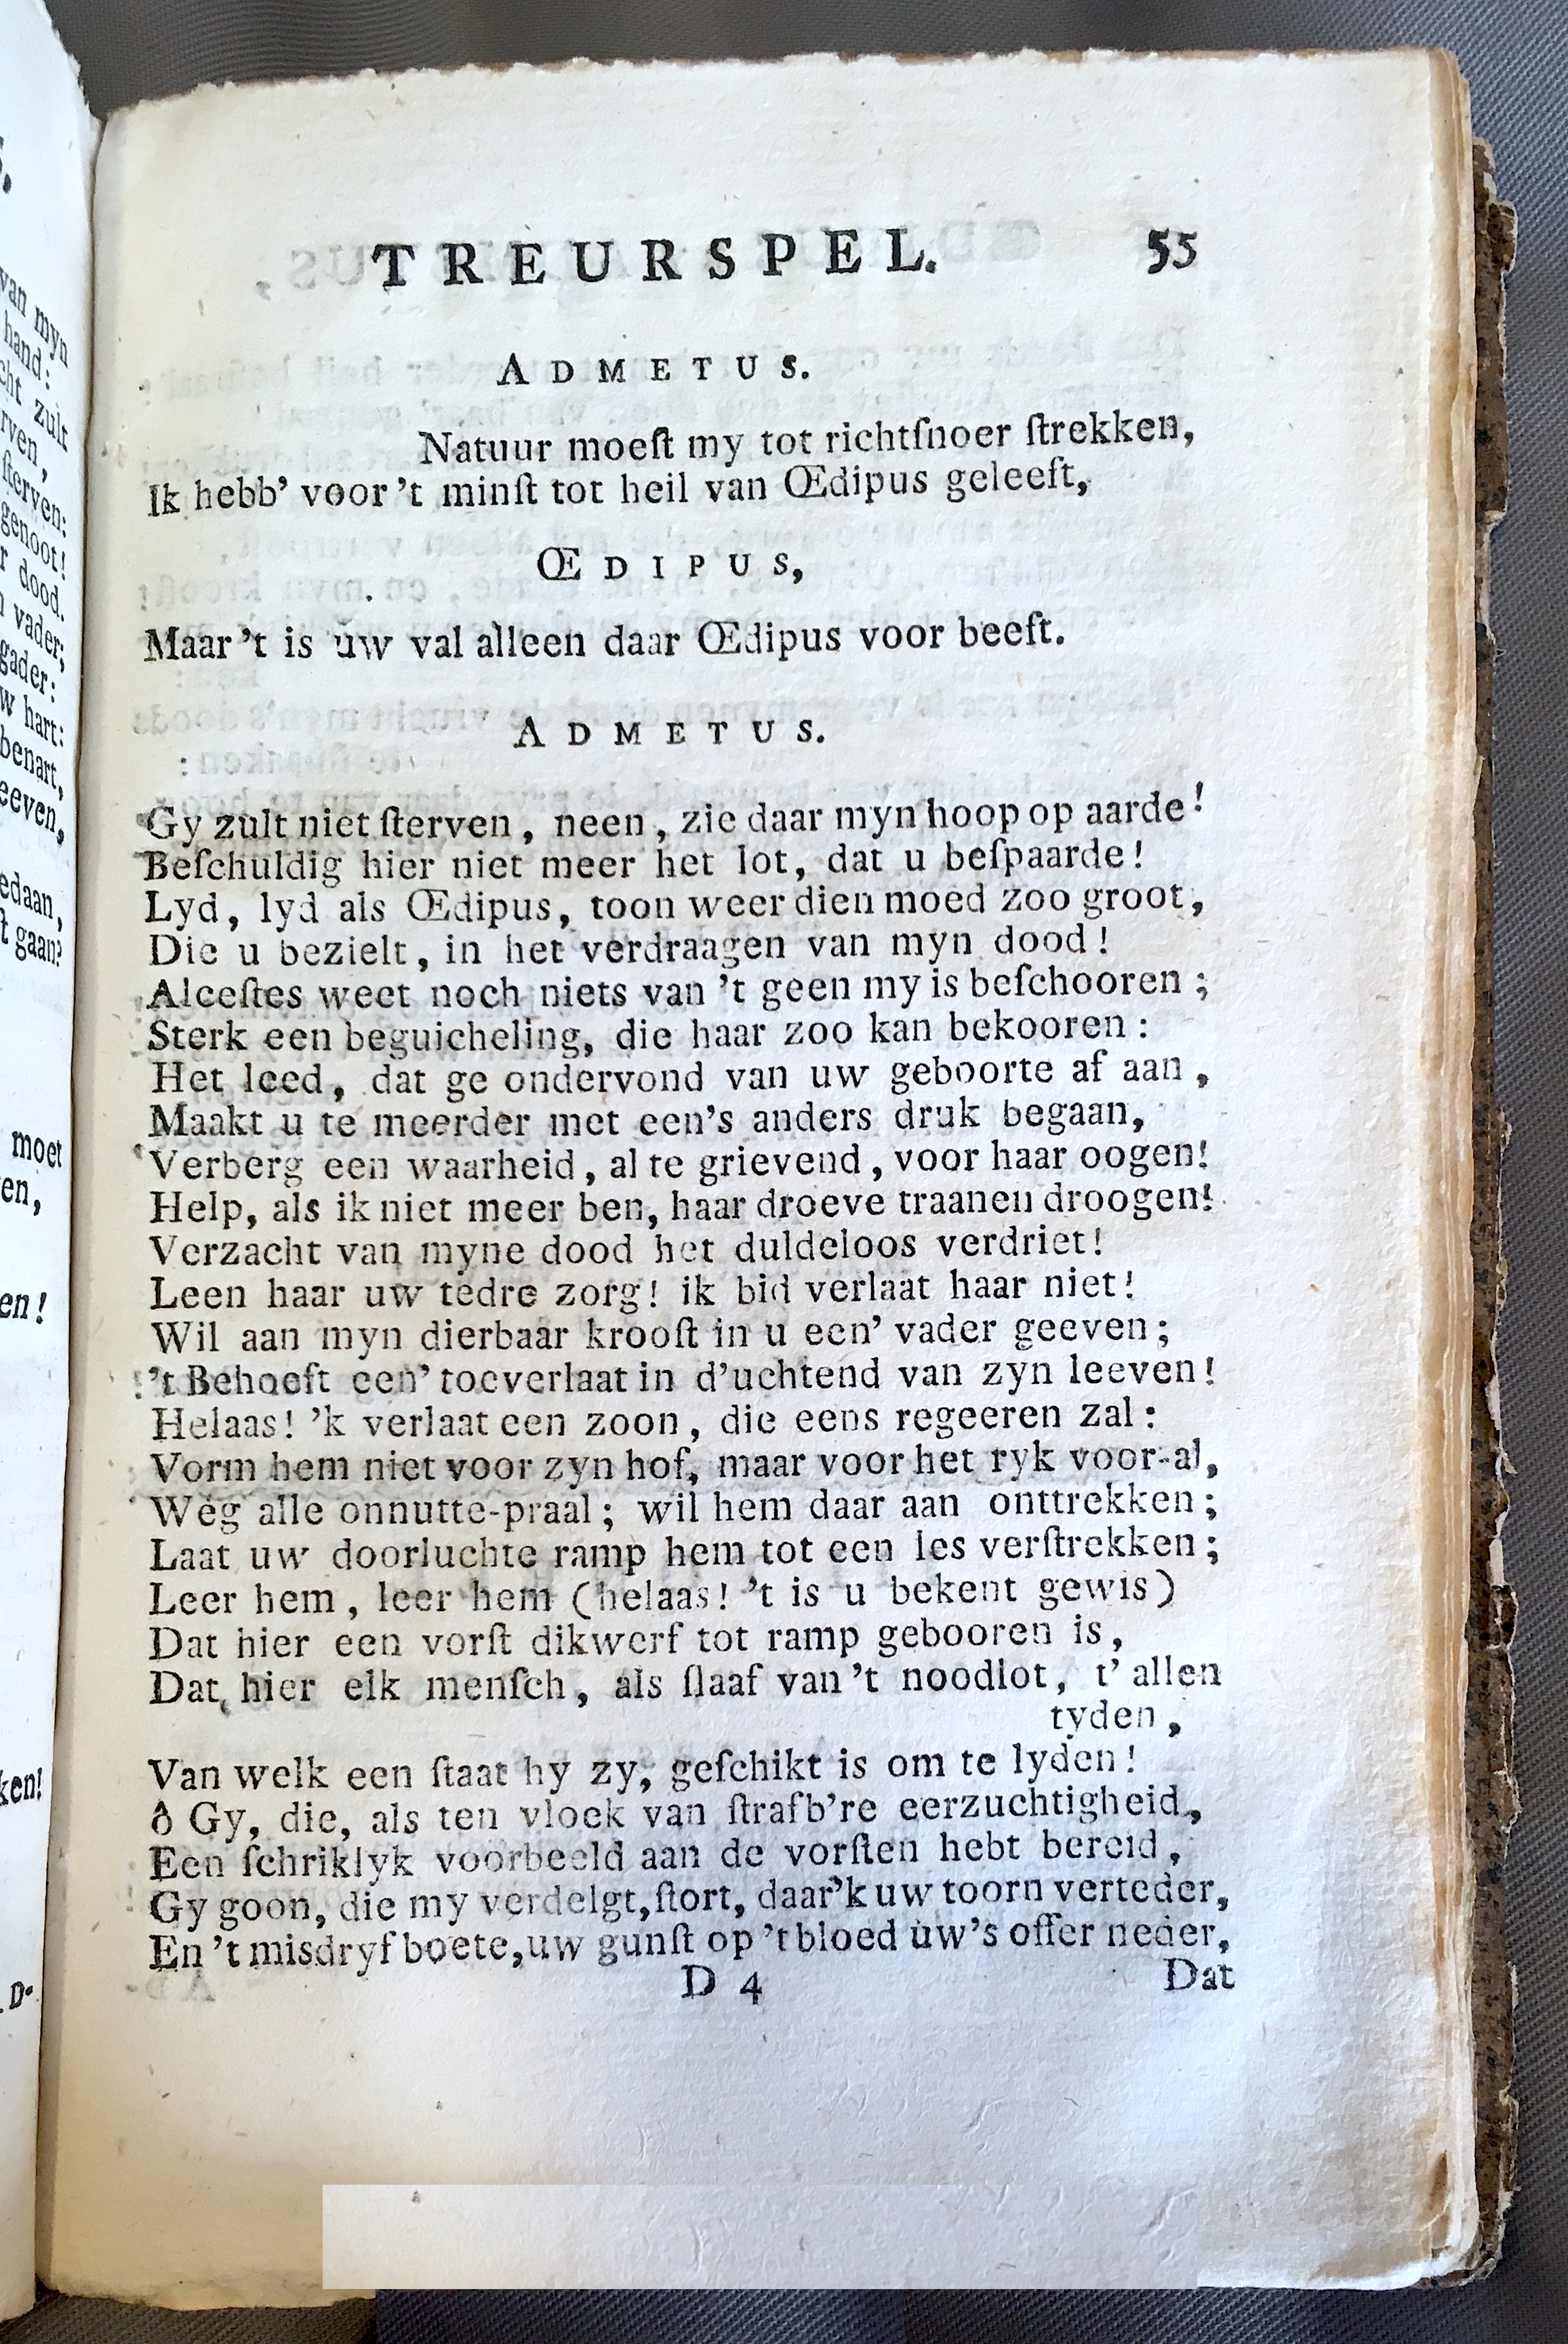 TREURSPEL. 55
ADMETUS.
Natuur moeſt my tot richtſnoer ſtrekken,
Ik hebb' voor 't minſt tot heil van Œdipus geleeſt,
ŒDIPUS,
Maar 't is uw val alleen daar Œdipus voor beeft.
ADMETUS.
Gy zult niet ſterven, neen, zie daar myn hoop op aarde!
Beſchuldig hier niet meer het lot, dat u beſpaarde!
Lyd, lyd als Œdipus, toon weer dien moed zoo groot,
Die u bezielt, in het verdraagen van myn dood!
Alceſtes weet noch niets van 't geen my is beſchooren;
Sterk een beguicheling, die haar zoo kan bekooren:
Het leed, dat ge ondervond van uw geboorte af aan,
Maakt u te meerder met een's anders druk begaan,
Verberg een waarheid, al te grievend, voor haar oogen!
Help, als ik niet meer ben, haar droeve traanen droogen!
Verzacht van myne dood het duldeloos verdriet!
Leen haar uw tedre zorg! ik bid verlaat haar niet!
Wil aan myn dierbaar krooſt in u een' vader geeven;
't Behoeft een' toeverlaat in d'uchtend van zyn leeven!
Helaas! 'k verlaat een zoon, die eens regeeren zal:
Vorm hem niet voor zyn hof, maar voor het ryk voor-al,
Weg alle onnutte-praal; wil hem daar aan onttrekken;
Laat uw doorluchte ramp hem tot een les verſtrekken;
Leer hem, leer hem (helaas! 't is u bekent gewis)
Dat hier een vorſt dikwerf tot ramp gebooren is,
Dat hier elk menſch, als ſlaaf van 't noodlot, t' allen
tyden,
Van welk een ſtaat hy zy, geſchikt is om te lyden!
ô Gy, die, als ten vloek van ſtrafb're eerzuchtigheid,
Een ſchriklyk voorbeeld aan de vorſten hebt bereid,
Gy goon, die my verdelgt, ſtort, daar'k uw toorn verteder,
En 't misdryf boete, uw gunſt op 't bloed uw's offer neder,
D 4 Dat